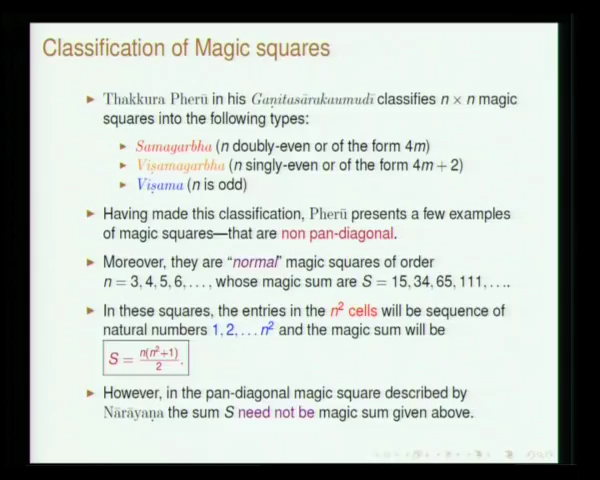 Classification of Magic squares
▶ Thakkura Pherū in his Gaṇitasārakaumudī classifies n × n magic
squares into the following types:
▶ Samagarbha (n doubly-even or of the form 4m)
▶ Viṣamagarbha (n singly-even or of the form 4m + 2)
▶ Viṣama (n is odd)
▶ Having made this classification, Pherū presents a few examples
of magic squares—that are non pan-diagonal.
▶ Moreover, they are “normal” magic squares of order
n = 3, 4, 5, 6, . . . , whose magic sum are S = 15, 34, 65, 111, . . ..
▶ In these squares, the entries in the n² cells will be sequence of
natural numbers 1, 2, . . . n² and the magic sum will be
S = n(n²+1)/2.
▶ However, in the pan-diagonal magic square described by
Nārāyaṇa the sum S need not be magic sum given above.